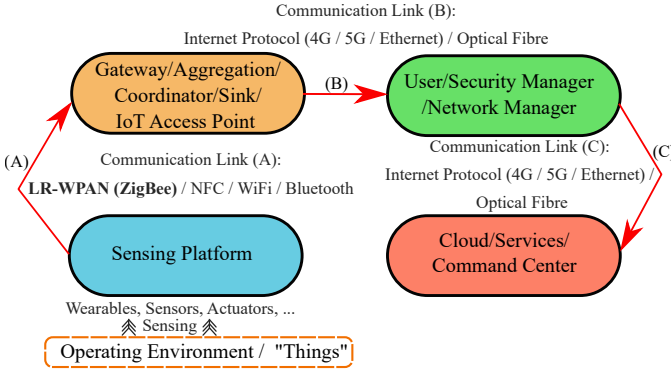 Communication Link (B):
Internet Protocol (4G / 5G / Ethernet) / Optical Fibre
Gateway/Aggregation/
Coordinator/Sink/
IoT Access Point
(B)
User/Security Manager
/Network Manager
(A)
Communication Link (A):
LR-WPAN (ZigBee) / NFC / WiFi / Bluetooth
Communication Link (C):
(C)
Internet Protocol (4G / 5G / Ethernet) /
Optical Fibre
Sensing Platform
Cloud/Services/
Command Center
Wearables, Sensors, Actuators, ...
Sensing
Operating Environment / "Things"